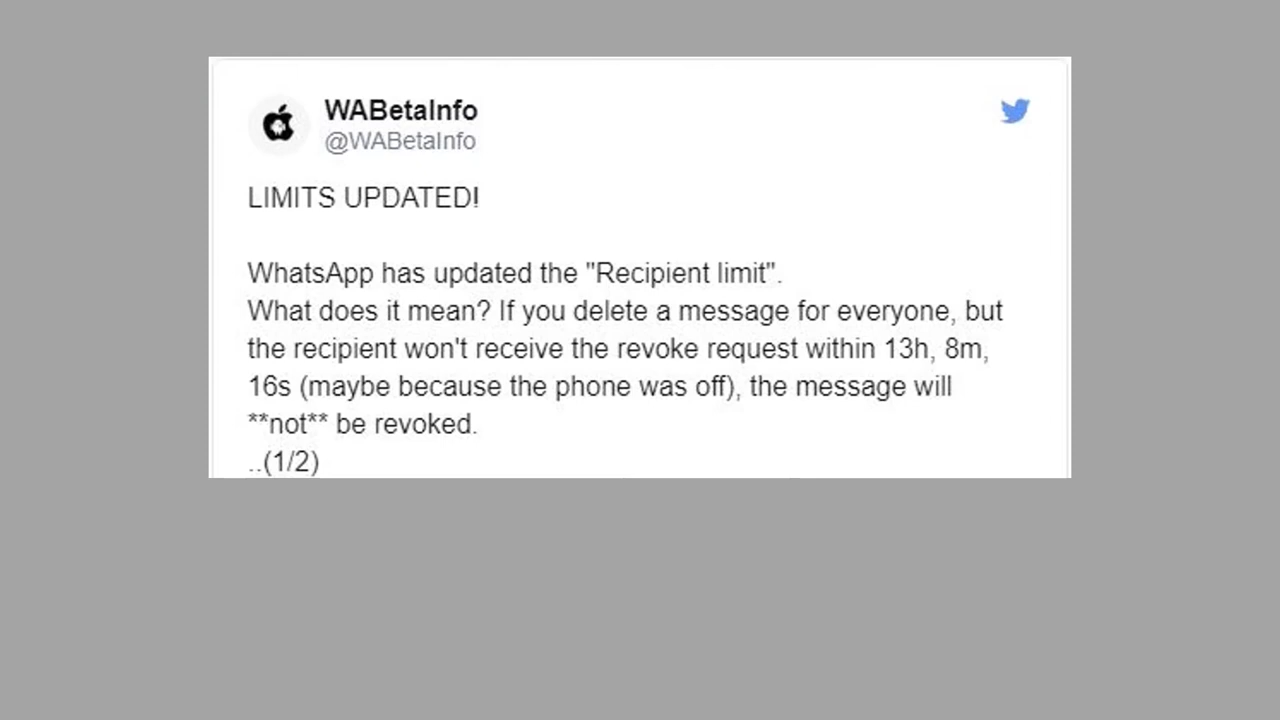 WABetaInfo
@WABetaInfo
LIMITS UPDATED!
WhatsApp has updated the "Recipient limit".
What does it mean? If you delete a message for everyone, but
the recipient won't receive the revoke request within 13h, 8m,
16s (maybe because the phone was off), the message will
**not** be revoked.
..(1/2)